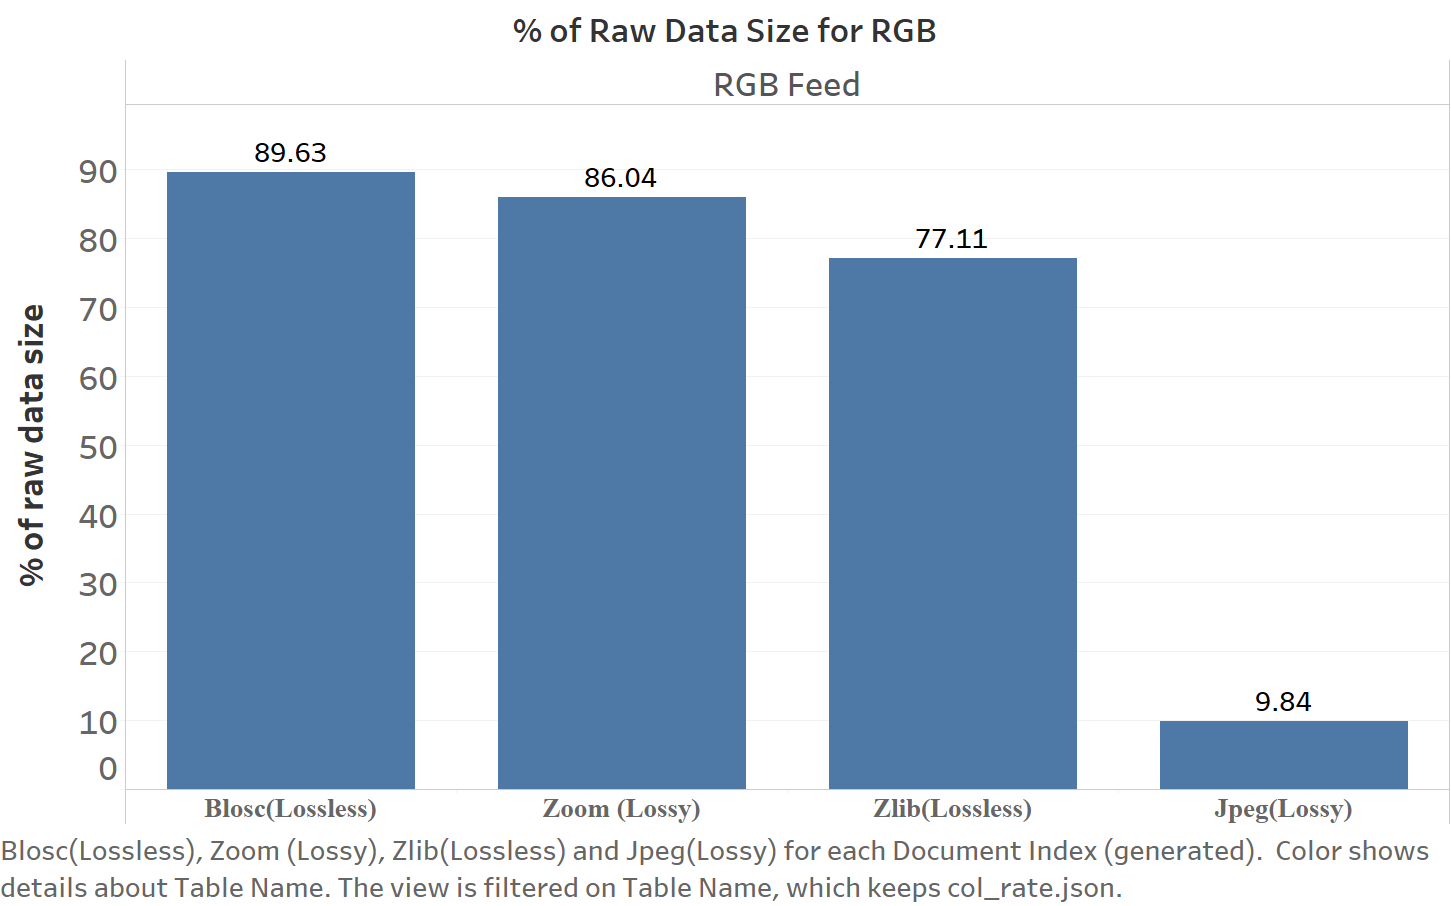 % of Raw Data Size for RGB
RGB Feed
% of raw data size
90
80
70
60
50
40
30
20
10
0
89.63
86.04
77.11
9.84
Blosc(Lossless)
Zoom (Lossy)
Zlib(Lossless)
Jpeg(Lossy)
Blosc(Lossless), Zoom (Lossy), Zlib(Lossless) and Jpeg(Lossy) for each Document Index (generated).  Color shows
details about Table Name. The view is filtered on Table Name, which keeps col_rate.json.